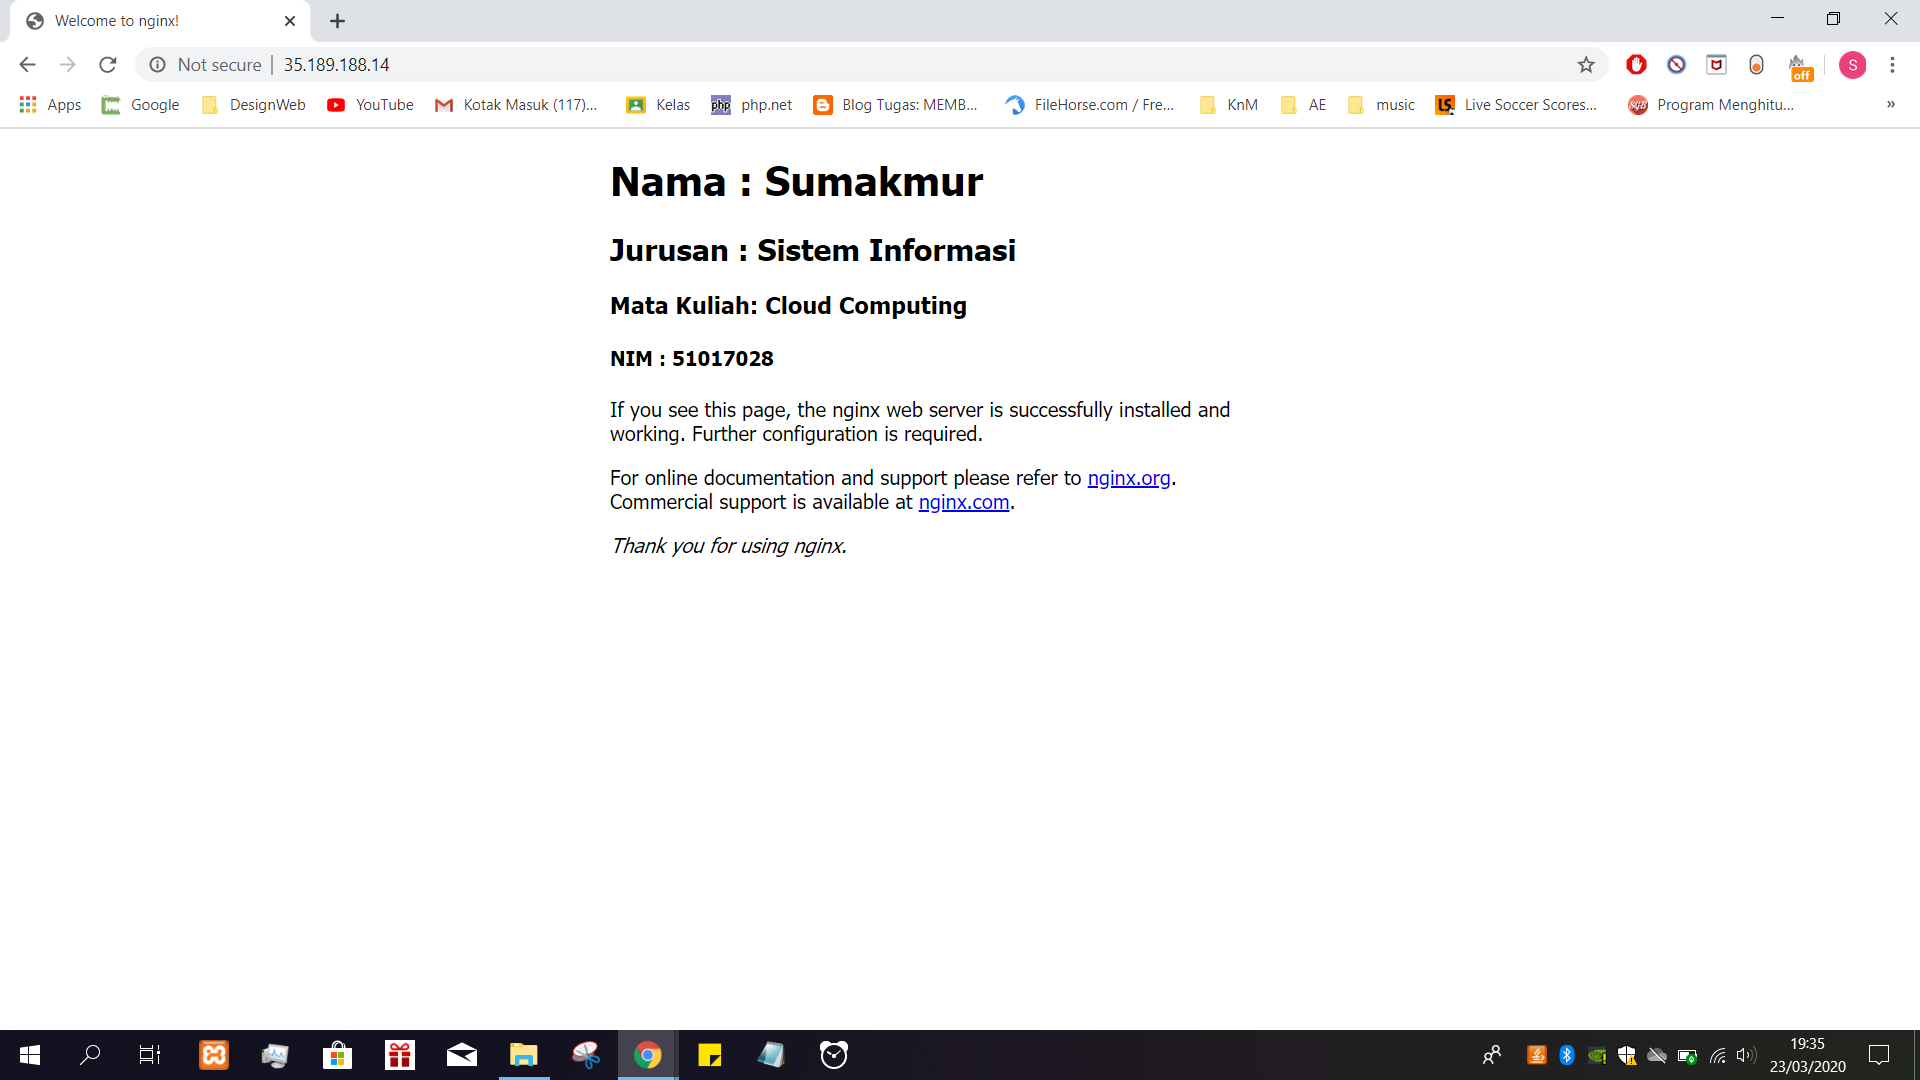 Welcome to nginx!
Not secure | 35.189.188.14
off
S
Apps Google DesignWeb YouTube Kotak Masuk (117)... Kelas php php.net Blog Tugas: MEMB... FileHorse.com / Fre... KnM AE music LS Live Soccer Scores... SGB Program Menghitu... »
Nama : Sumakmur
Jurusan : Sistem Informasi
Mata Kuliah: Cloud Computing
NIM : 51017028
If you see this page, the nginx web server is successfully installed and
working. Further configuration is required.
For online documentation and support please refer to nginx.org.
Commercial support is available at nginx.com.
Thank you for using nginx.
19:35
23/03/2020